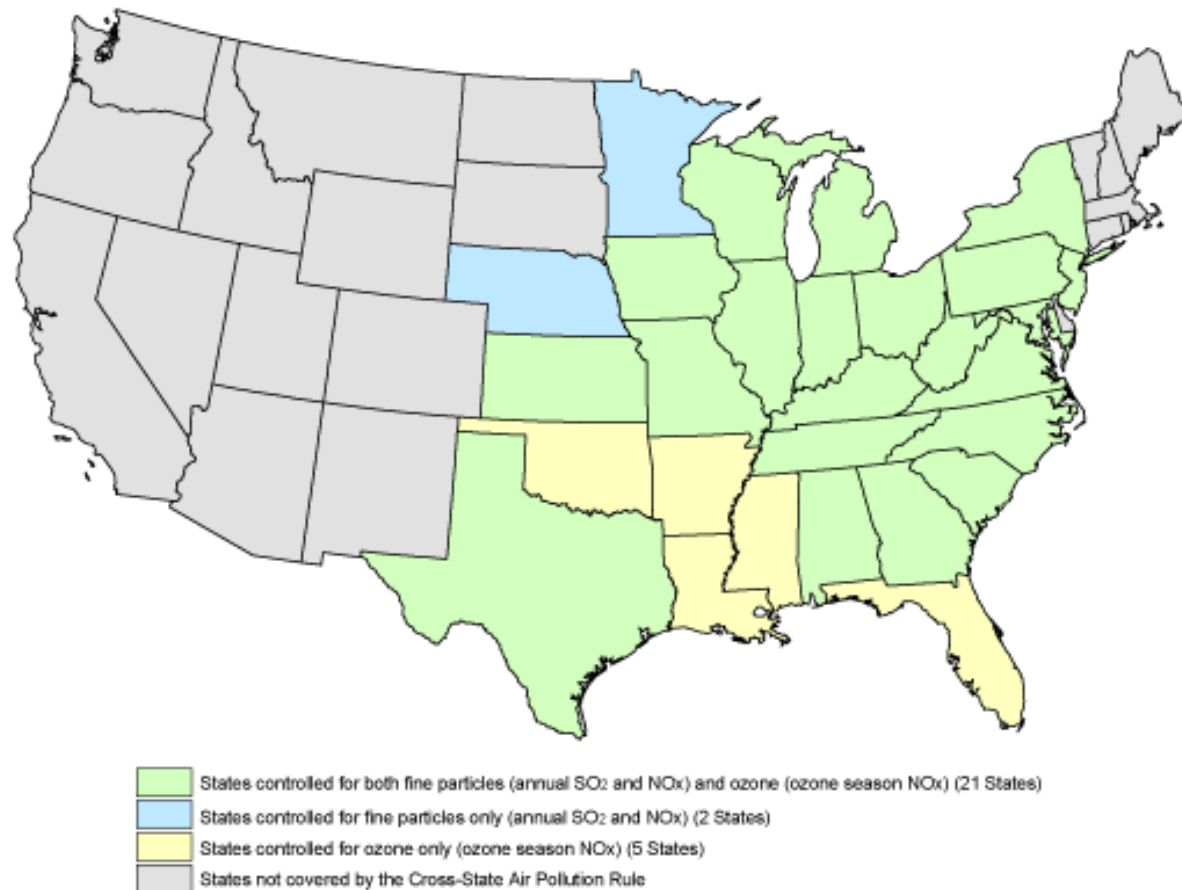 States controlled for both fine particles (annual SO₂ and NOx) and ozone (ozone season NOx) (21 States)
States controlled for fine particles only (annual SO₂ and NOx) (2 States)
States controlled for ozone only (ozone season NOx) (5 States)
States not covered by the Cross-State Air Pollution Rule